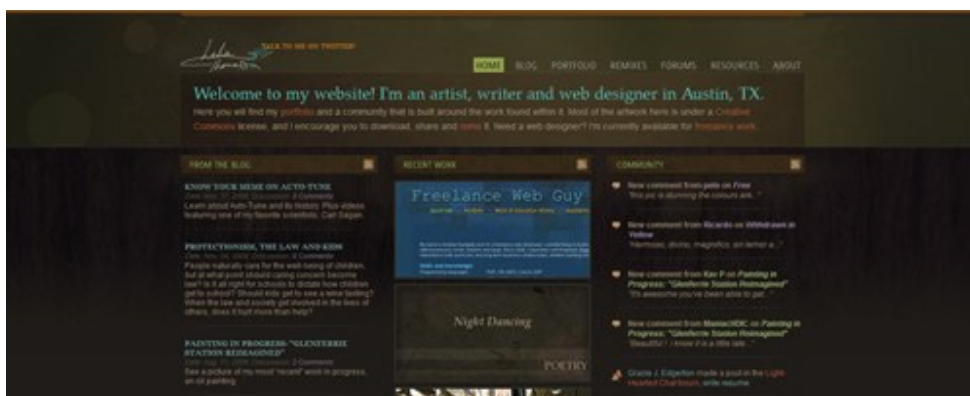 TALK TO ME ON TWITTER!
HOME BLOG PORTFOLIO REMIXES FORUMS RESOURCES ABOUT
Welcome to my website! I'm an artist, writer and web designer in Austin, TX.
Here you will find my portfolio and a community that is built around the work found within it. Most of the artwork here is under a Creative
Commons license, and I encourage you to download, share and remix it. Need a web designer? I'm currently available for freelance work.
FROM THE BLOG
KNOW YOUR MEME ON AUTO-TUNE
2 Comments
Learn about Auto-Tune and its history. Plus videos
featuring one of my favorite scientists, Carl Sagan.
PROTECTIONISM, THE LAW AND KIDS
Comments
People naturally care for the well-being of children,
but at what point should caring concern become
law? Is it all right for schools to dictate how children
get to school? Should kids get to see a wine tasting?
When the law and society get involved in the lives of
others, does it hurt more than help?
PAINTING IN PROGRESS: "GLENFERRIE
STATION REIMAGINED"
2 Comments
See a picture of my most 'recent' work in progress,
an oil painting.
RECENT WORK
Freelance Web Guy
Night Dancing
POETRY
COMMUNITY
New comment from pete on Free
"this pic is stunning the colours are..."
New comment from Ricardo on Withdrawn in
Yellow
"Hermoso, divino, magnifico, sin temor a..."
New comment from Kav P on Painting in
Progress: "Glenferrie Station Reimagined"
"It's awesome you've been able to get..."
New comment from ManiacHDIC on Painting in
Progress: "Glenferrie Station Reimagined"
"Beautiful! i know it is a little late..."
Gracie J. Edgerton made a post in the Light-
Hearted Chat forum, write resume